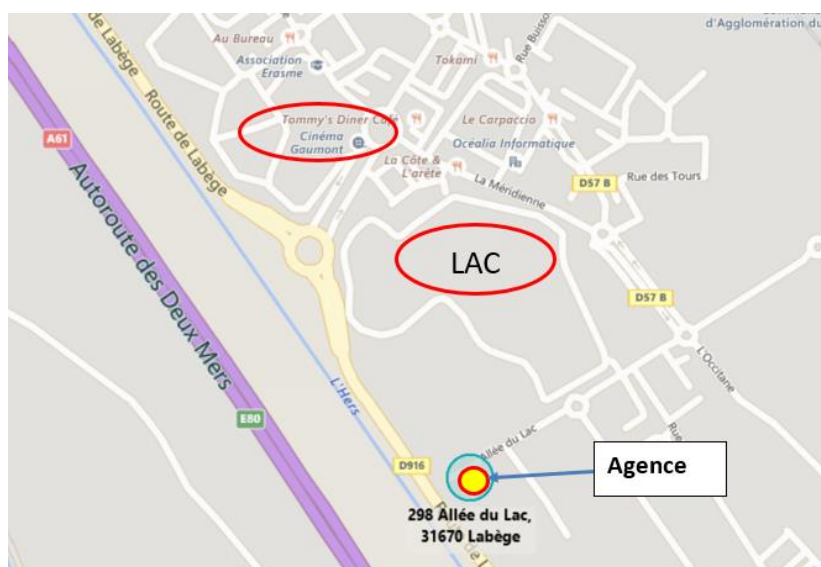 d'Agglomération du
de Labège
Au Bureau
Rue Buisso
Association
Erasme
Tokami
Route de Labège
Tommy's Diner Café
Le Carpaccio
A61
Cinéma
Gaumont
Océalia Informatique
La Côte &
L'arête
Rue des Tours
D57 B
La Méridienne
Autoroute des Deux Mers
LAC
D57 B
L'Occitane
L'Hers
E80
Rue
Allée du Lac
Agence
D916
298 Allée du Lac,
31670 Labège